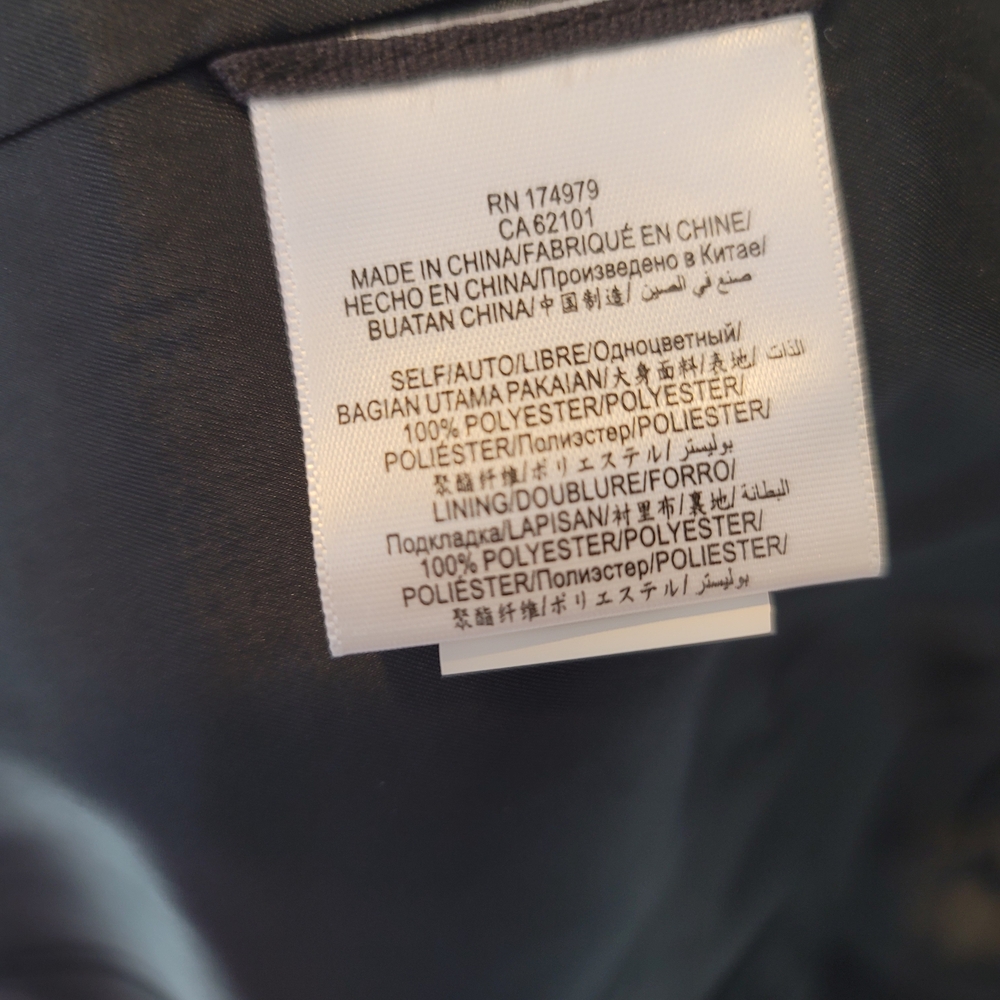 RN 174979
CA 62101
MADE IN CHINA/FABRIQUÉ EN CHINE/
HECHO EN CHINA/Произведено в Китае/
BUATAN CHINA/中国制造/ صنع في الصين
SELF/AUTO/LIBRE/Одноцветный/
BAGIAN UTAMA PAKAIAN/大身面料/表地/ الذات
100% POLYESTER/POLYESTER/
POLIÉSTER/Полиэстер/POLIESTER/
聚酯纤维/ポリエステル/ بوليستر
LINING/DOUBLURE/FORRO/
Подкладка/LAPISAN/衬里布/裏地/ البطانة
100% POLYESTER/POLYESTER/
POLIÉSTER/Полиэстер/POLIESTER/
聚酯纤维/ポリエステル/ بوليستر